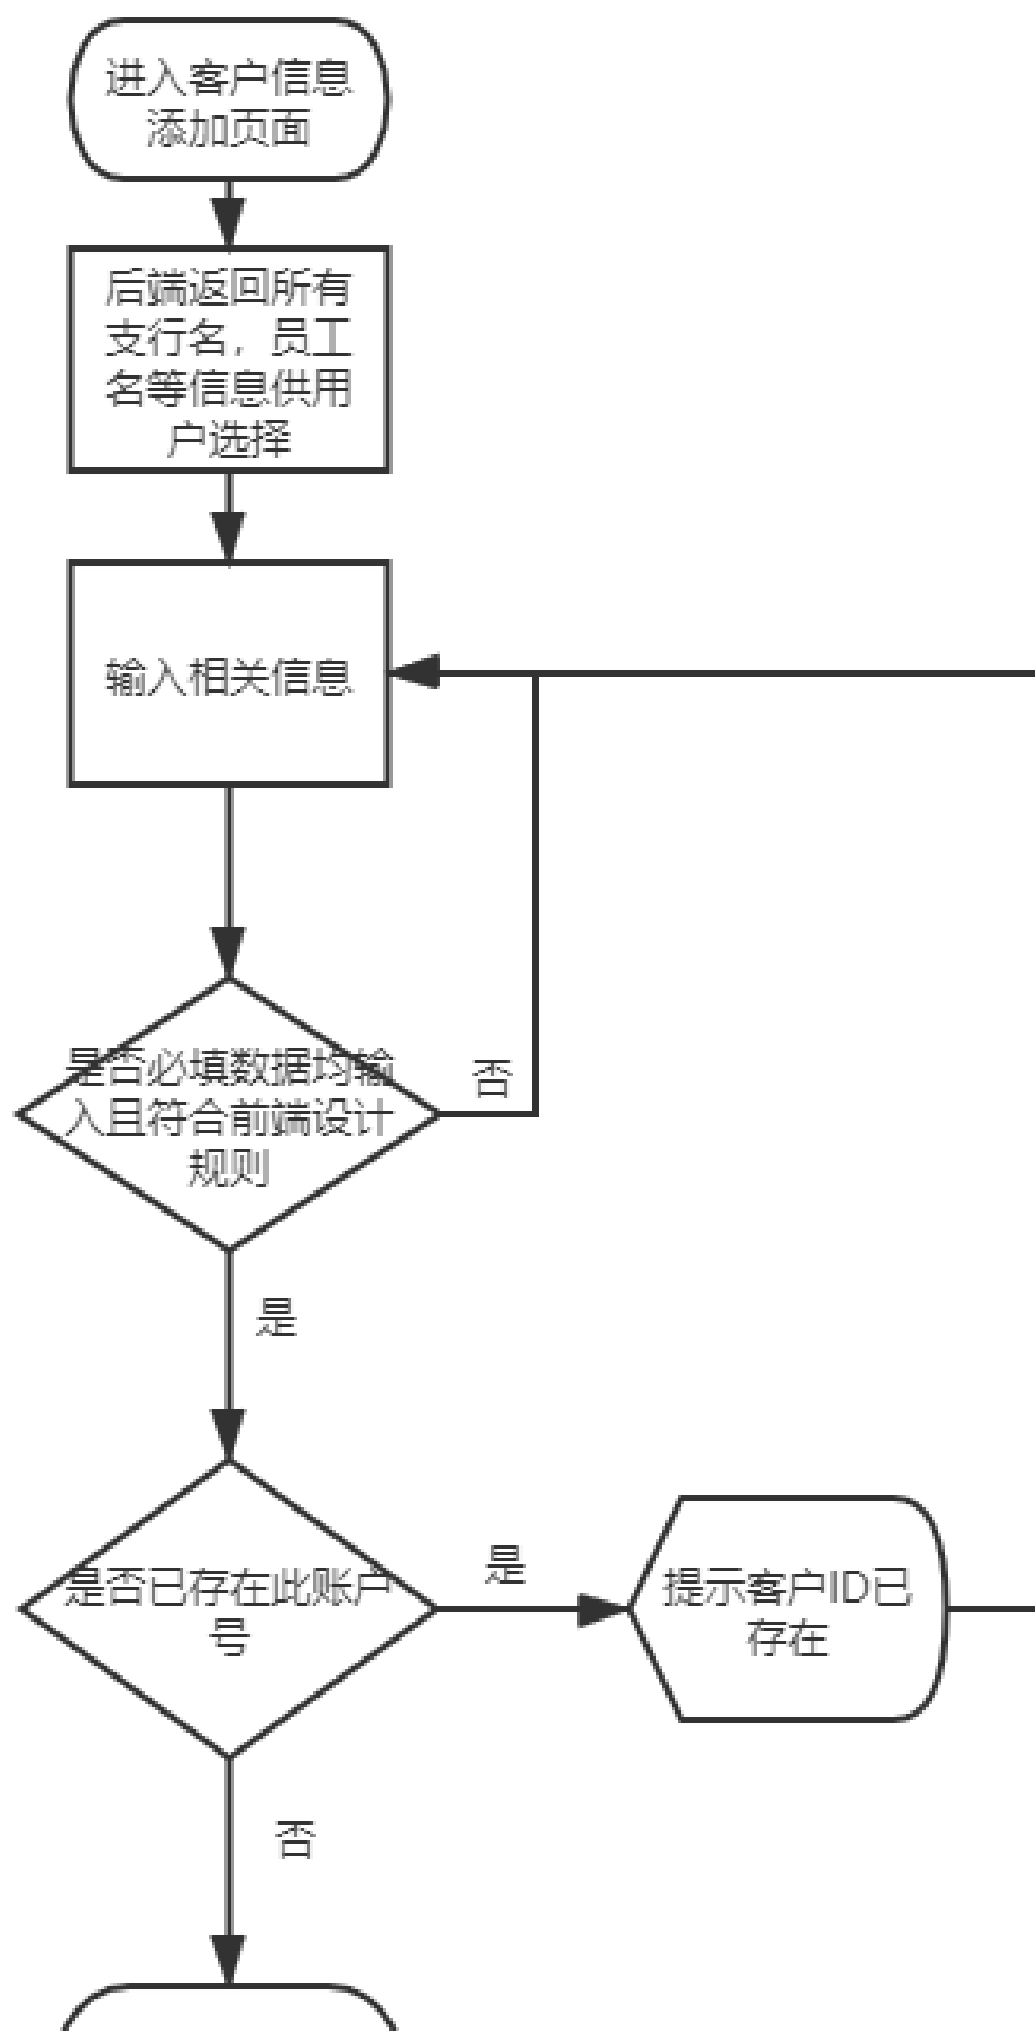 进入客户信息
添加页面
后端返回所有
支行名，员工
名等信息供用
户选择
输入相关信息
是否必填数据均输
入且符合前端设计
规则
否
是
是否已存在此账户
号
是
提示客户ID已
存在
否